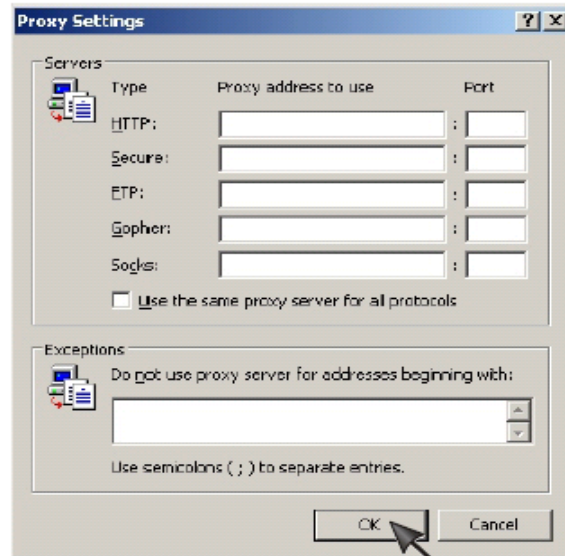 Proxy Settings
Servers
Type Proxy address to use Port
HTTP: :
Secure: :
FTP: :
Gopher: :
Socks: :
Use the same proxy server for all protocols
Exceptions
Do not use proxy server for addresses beginning with:
Use semicolons ( ; ) to separate entries.
OK Cancel